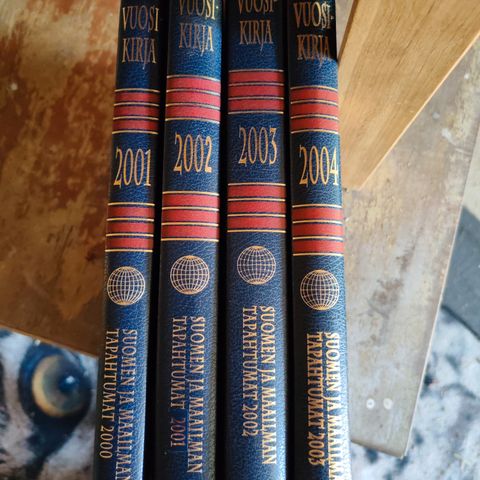 VUOSI-
KIRJA
2001
SUOMEN JA MAAILMAN
TAPAHTUMAT 2000
VUOSI-
KIRJA
2002
SUOMEN JA MAAILMAN
TAPAHTUMAT 2001
VUOSI-
KIRJA
2003
SUOMEN JA MAAILMAN
TAPAHTUMAT 2002
VUOSI-
KIRJA
2004
SUOMEN JA MAAILMAN
TAPAHTUMAT 2003